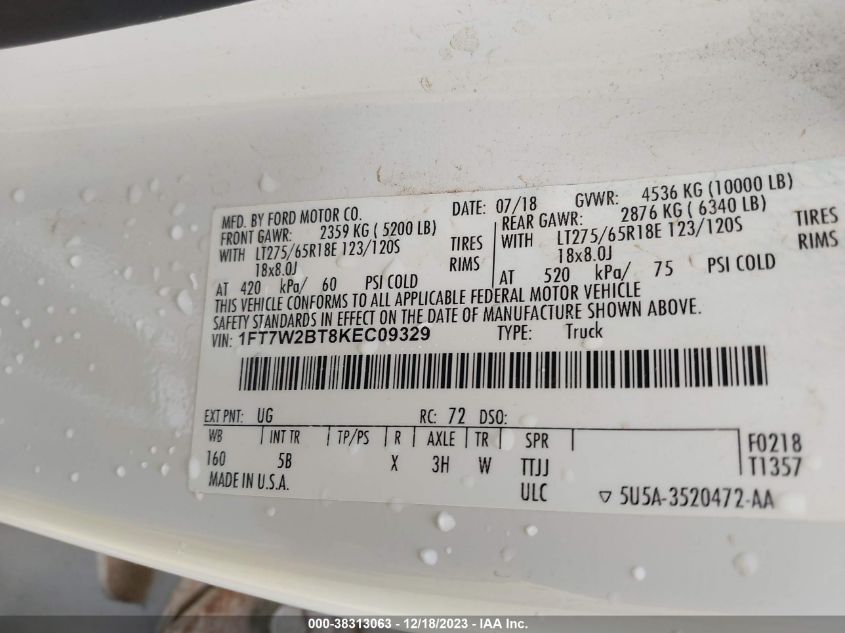 MFD. BY FORD MOTOR CO. DATE: 07/18 GVWR: 4536 KG (10000 LB)
FRONT GAWR: 2359 KG ( 5200 LB) REAR GAWR: 2876 KG ( 6340 LB)
WITH LT275/65R18E 123/120S TIRES WITH LT275/65R18E 123/120S TIRES
18x8.0J RIMS 18x8.0J RIMS
AT 420 kPa/ 60 PSI COLD AT 520 kPa/ 75 PSI COLD
THIS VEHICLE CONFORMS TO ALL APPLICABLE FEDERAL MOTOR VEHICLE
SAFETY STANDARDS IN EFFECT ON THE DATE OF MANUFACTURE SHOWN ABOVE.
VIN: 1FT7W2BT8KEC09329 TYPE: Truck
EXT PNT: UG RC: 72 DSO:
WB INT TR TP/PS R AXLE TR SPR F0218
160 5B X 3H W TTJJ T1357
MADE IN U.S.A. ULC ▽ 5U5A-3520472-AA
000-38313063 - 12/18/2023 - IAA Inc.